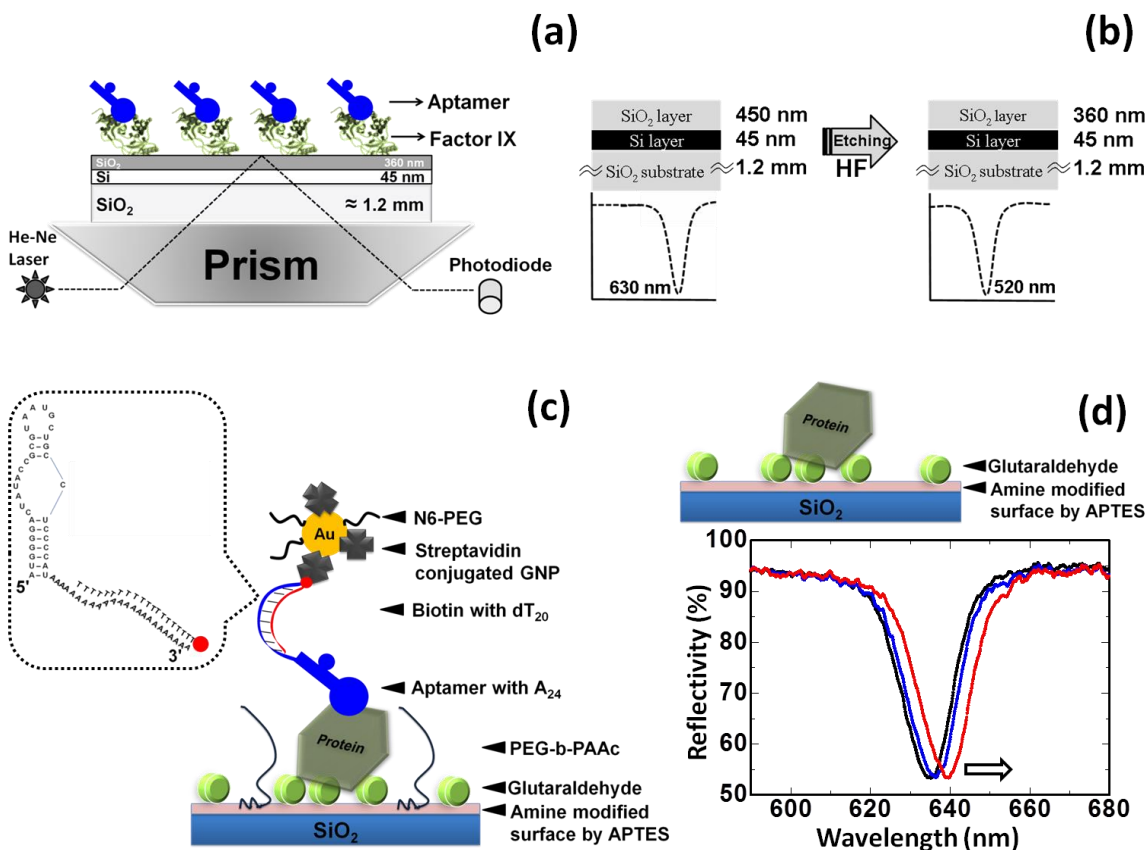 (a)
Aptamer
Factor IX
SiO₂ 360 nm
Si 45 nm
SiO₂ ≈ 1.2 mm
He-Ne
Laser
Prism
Photodiode
(b)
SiO₂ layer 450 nm
Si layer 45 nm
SiO₂ substrate 1.2 mm
Etching
HF
SiO₂ layer 360 nm
Si layer 45 nm
SiO₂ substrate 1.2 mm
630 nm
520 nm
(c)
5'
3'
Au
N6-PEG
Streptavidin
conjugated GNP
Biotin with dT₂₀
Aptamer with A₂₄
Protein
PEG-b-PAAc
Glutaraldehyde
Amine modified
surface by APTES
SiO₂
(d)
Protein
Glutaraldehyde
Amine modified
surface by APTES
SiO₂
Reflectivity (%)
100
90
80
70
60
50
600 620 640 660 680
Wavelength (nm)